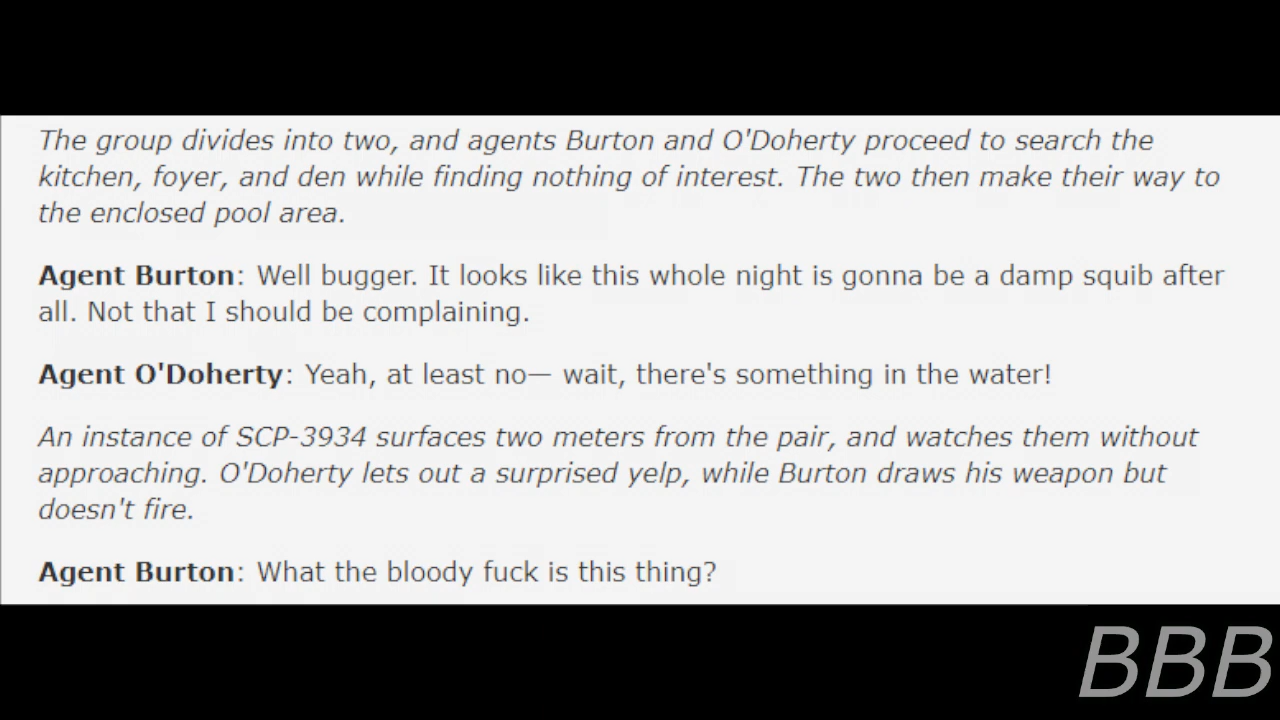 The group divides into two, and agents Burton and O'Doherty proceed to search the
kitchen, foyer, and den while finding nothing of interest. The two then make their way to
the enclosed pool area.
Agent Burton: Well bugger. It looks like this whole night is gonna be a damp squib after
all. Not that I should be complaining.
Agent O'Doherty: Yeah, at least no— wait, there's something in the water!
An instance of SCP-3934 surfaces two meters from the pair, and watches them without
approaching. O'Doherty lets out a surprised yelp, while Burton draws his weapon but
doesn't fire.
Agent Burton: What the bloody fuck is this thing?
BBB